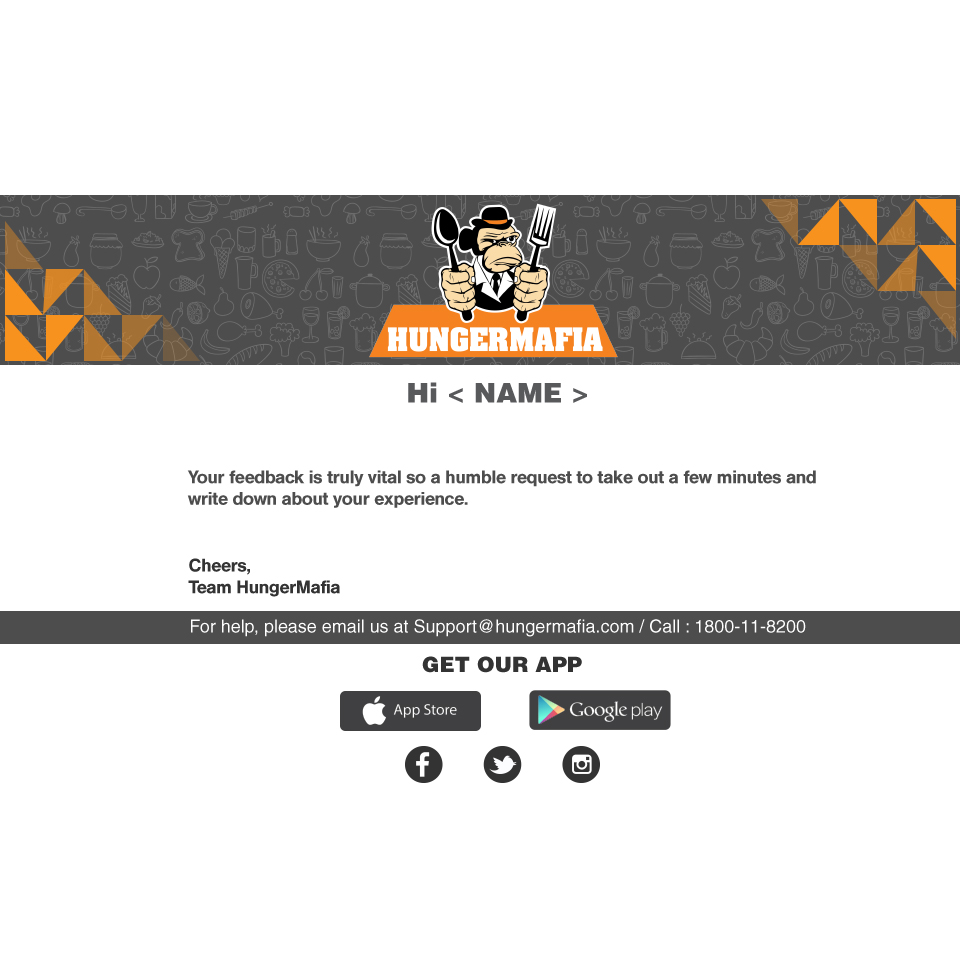 HUNGERMAFIA
Hi < NAME >
Your feedback is truly vital so a humble request to take out a few minutes and
write down about your experience.
Cheers,
Team HungerMafia
For help, please email us at Support@hungermafia.com / Call : 1800-11-8200
GET OUR APP
App Store
Google play